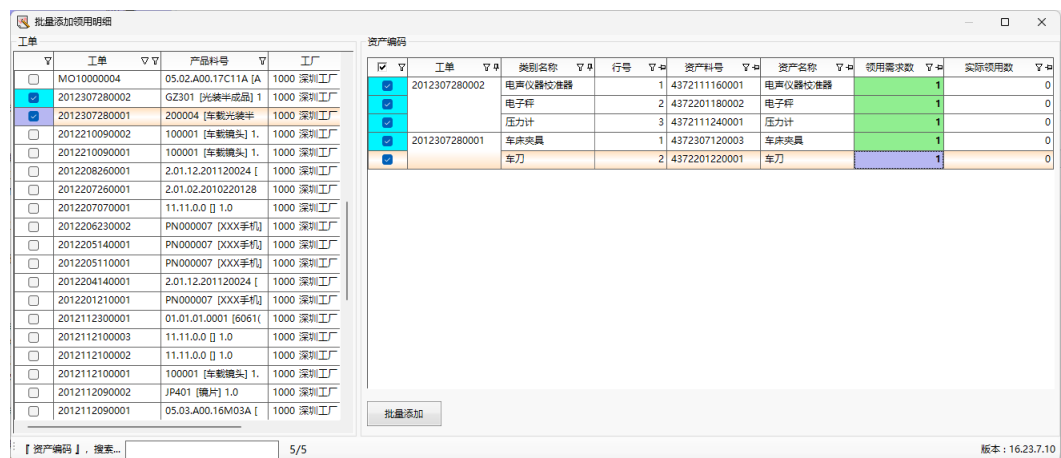 批量添加领用明细
工单
工单 产品料号 工厂
MO10000004 05.02.A00.17C11A [A 1000 深圳工厂
2012307280002 GZ301 [光装半成品] 1 1000 深圳工厂
2012307280001 200004 [车载光装半 1000 深圳工厂
2012210090002 100001 [车载镜头] 1. 1000 深圳工厂
2012210090001 100001 [车载镜头] 1. 1000 深圳工厂
2012208260001 2.01.12.201120024 [ 1000 深圳工厂
2012207260001 2.01.02.2010220128 1000 深圳工厂
2012207070001 11.11.0.0 [] 1.0 1000 深圳工厂
2012206230002 PN000007 [XXX手机] 1000 深圳工厂
2012205140001 PN000007 [XXX手机] 1000 深圳工厂
2012205110001 PN000007 [XXX手机] 1000 深圳工厂
2012204140001 2.01.12.201120024 [ 1000 深圳工厂
2012201210001 PN000007 [XXX手机] 1000 深圳工厂
2012112300001 01.01.01.0001 [6061( 1000 深圳工厂
2012112100003 11.11.0.0 [] 1.0 1000 深圳工厂
2012112100002 11.11.0.0 [] 1.0 1000 深圳工厂
2012112100001 100001 [车载镜头] 1. 1000 深圳工厂
2012112090002 JP401 [镜片] 1.0 1000 深圳工厂
2012112090001 05.03.A00.16M03A [ 1000 深圳工厂
资产编码
工单 类别名称 行号 资产料号 资产名称 领用需求数 实际领用数
2012307280002 电声仪器校准器 1 4372111160001 电声仪器校准器 1 0
电子秤 2 4372201180002 电子秤 1 0
压力计 3 4372111240001 压力计 1 0
2012307280001 车床夹具 1 4372307120003 车床夹具 1 0
车刀 2 4372201220001 车刀 1 0
批量添加
『 资产编码 』, 搜索... 5/5
版本：16.23.7.10